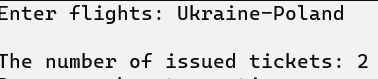 Enter flights: Ukraine-Poland
The number of issued tickets: 2